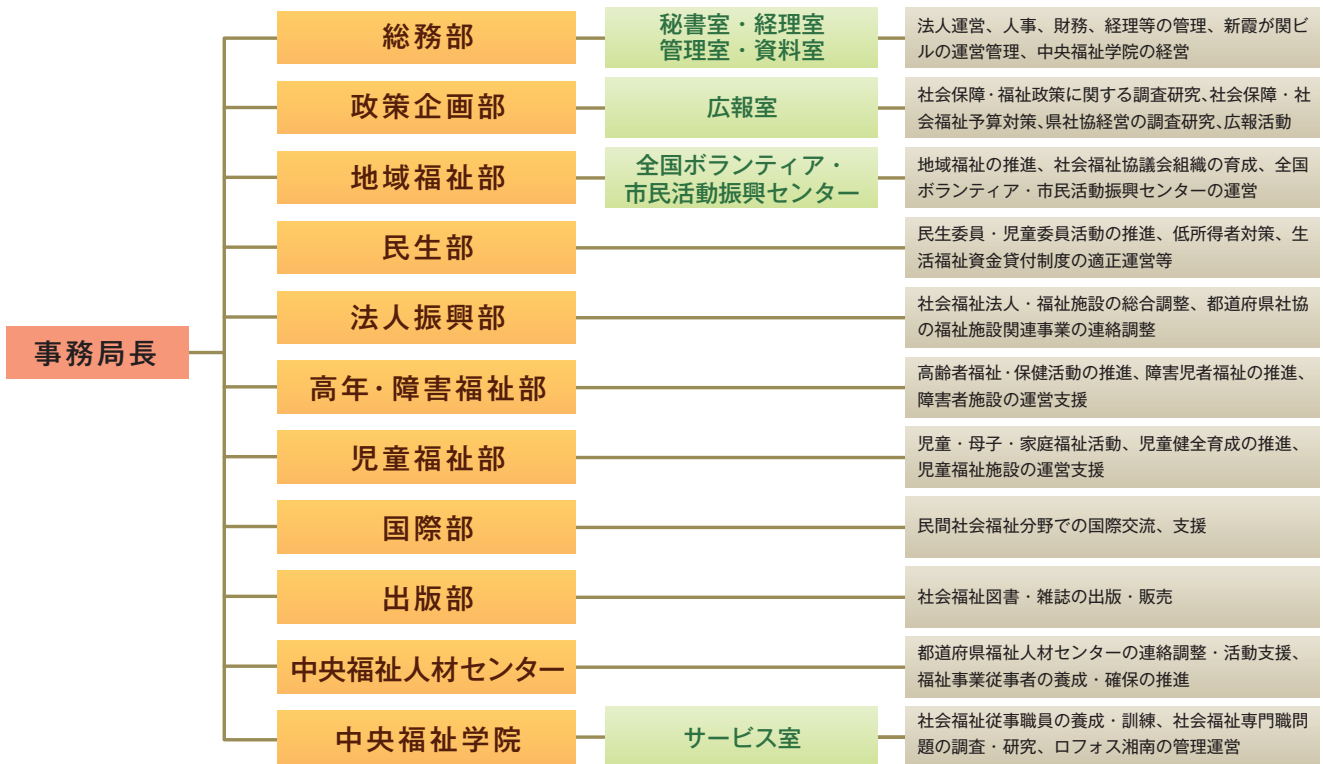 事務局長
総務部
秘書室・経理室
管理室・資料室
法人運営、人事、財務、経理等の管理、新霞が関ビ
ルの運営管理、中央福祉学院の経営
政策企画部
広報室
社会保障・福祉政策に関する調査研究、社会保障・社
会福祉予算対策、県社協経営の調査研究、広報活動
地域福祉部
全国ボランティア・
市民活動振興センター
地域福祉の推進、社会福祉協議会組織の育成、全国
ボランティア・市民活動振興センターの運営
民生部
民生委員・児童委員活動の推進、低所得者対策、生
活福祉資金貸付制度の適正運営等
法人振興部
社会福祉法人・福祉施設の総合調整、都道府県社協
の福祉施設関連事業の連絡調整
高年・障害福祉部
高齢者福祉・保健活動の推進、障害児者福祉の推進、
障害者施設の運営支援
児童福祉部
児童・母子・家庭福祉活動、児童健全育成の推進、
児童福祉施設の運営支援
国際部
民間社会福祉分野での国際交流、支援
出版部
社会福祉図書・雑誌の出版・販売
中央福祉人材センター
都道府県福祉人材センターの連絡調整・活動支援、
福祉事業従事者の養成・確保の推進
中央福祉学院
サービス室
社会福祉従事職員の養成・訓練、社会福祉専門職問
題の調査・研究、ロフォス湘南の管理運営